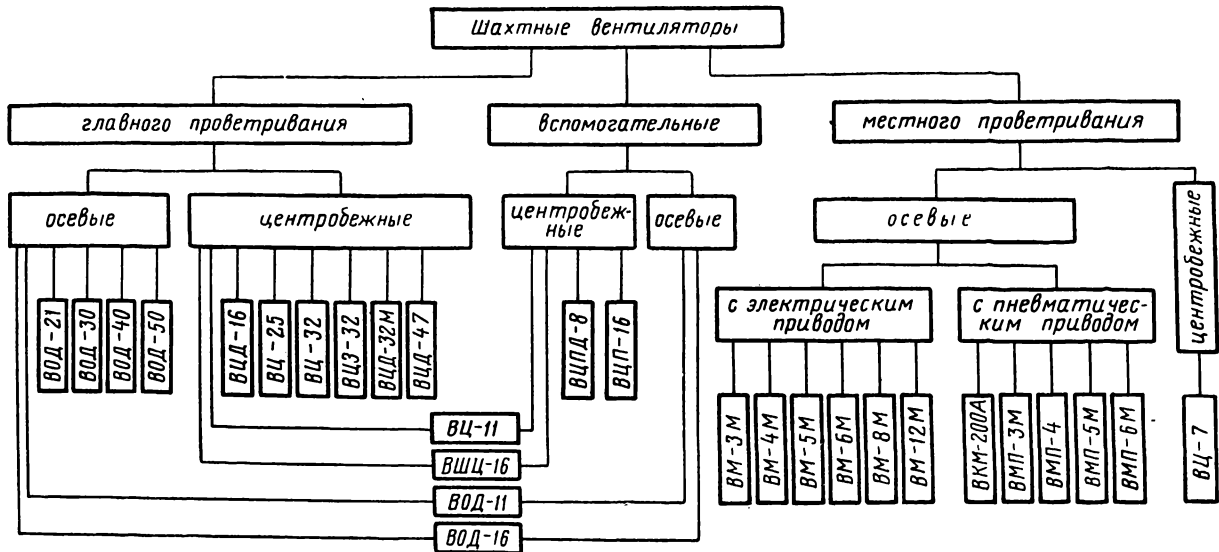 Шахтные вентиляторы
главного проветривания
вспомогательные
местного проветривания
осевые
центробежные
центробеж-
ные
осевые
осевые
центробежные
с электрическим
приводом
с пневматичес-
ким приводом
ВОД-21
ВОД-30
ВОД-40
ВОД-50
ВЦД-16
ВЦ-25
ВЦ-32
ВЦЗ-32
ВЦД-32М
ВЦД-47
ВЦПД-8
ВЦП-16
ВМ-3М
ВМ-4М
ВМ-5М
ВМ-6М
ВМ-8М
ВМ-12М
ВКМ-200А
ВМП-3М
ВМП-4
ВМП-5М
ВМП-6М
ВЦ-7
ВЦ-11
ВШЦ-16
ВОД-11
ВОД-16